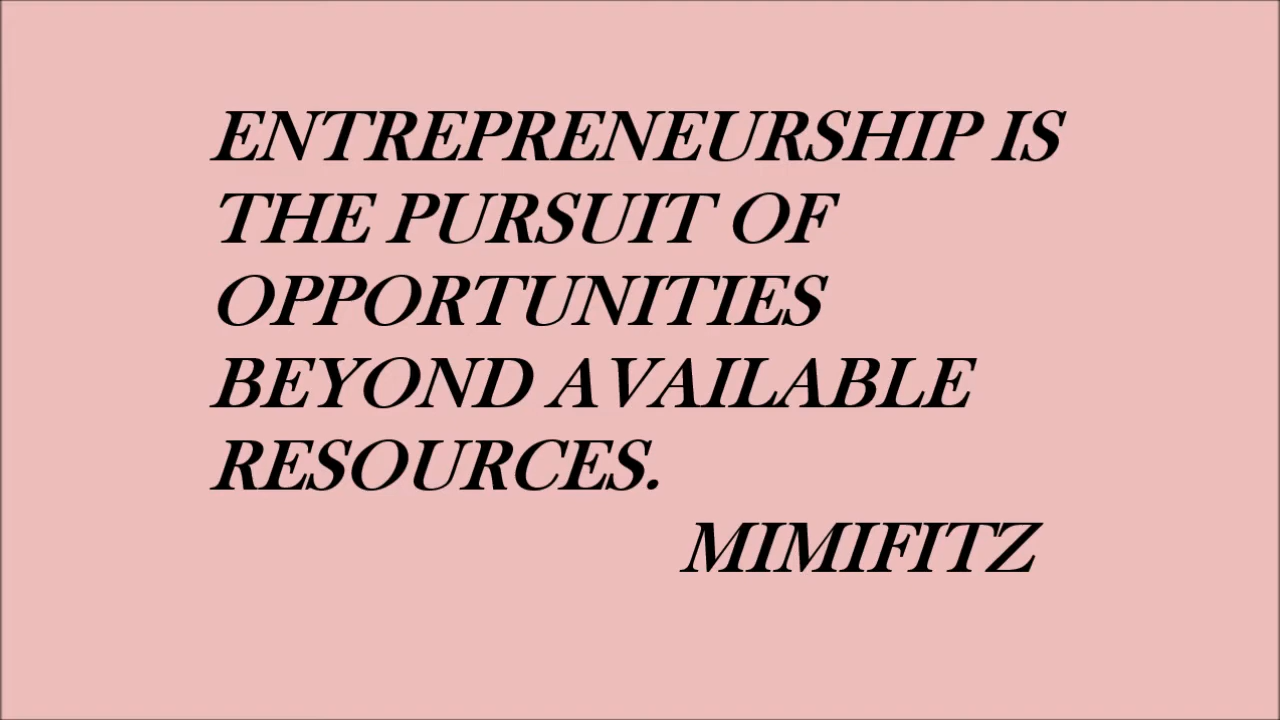 ENTREPRENEURSHIP IS
THE PURSUIT OF
OPPORTUNITIES
BEYOND AVAILABLE
RESOURCES.
MIMIFITZ